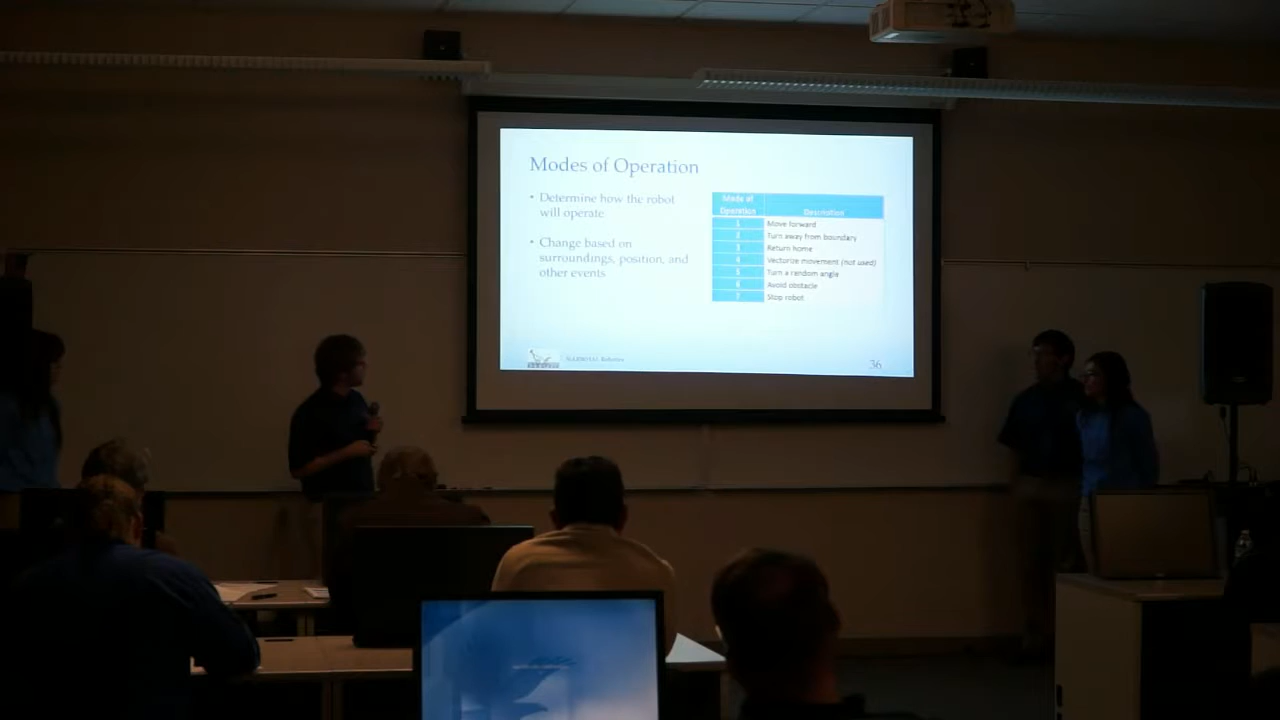 Modes of Operation
• Determine how the robot
will operate
• Change based on
surroundings, position, and
other events
Mode of
Operation Description
1 Move forward
2 Turn away from boundary
3 Return home
4 Vectorize movement (not used)
5 Turn a random angle
6 Avoid obstacle
7 Stop robot
Robotics
36